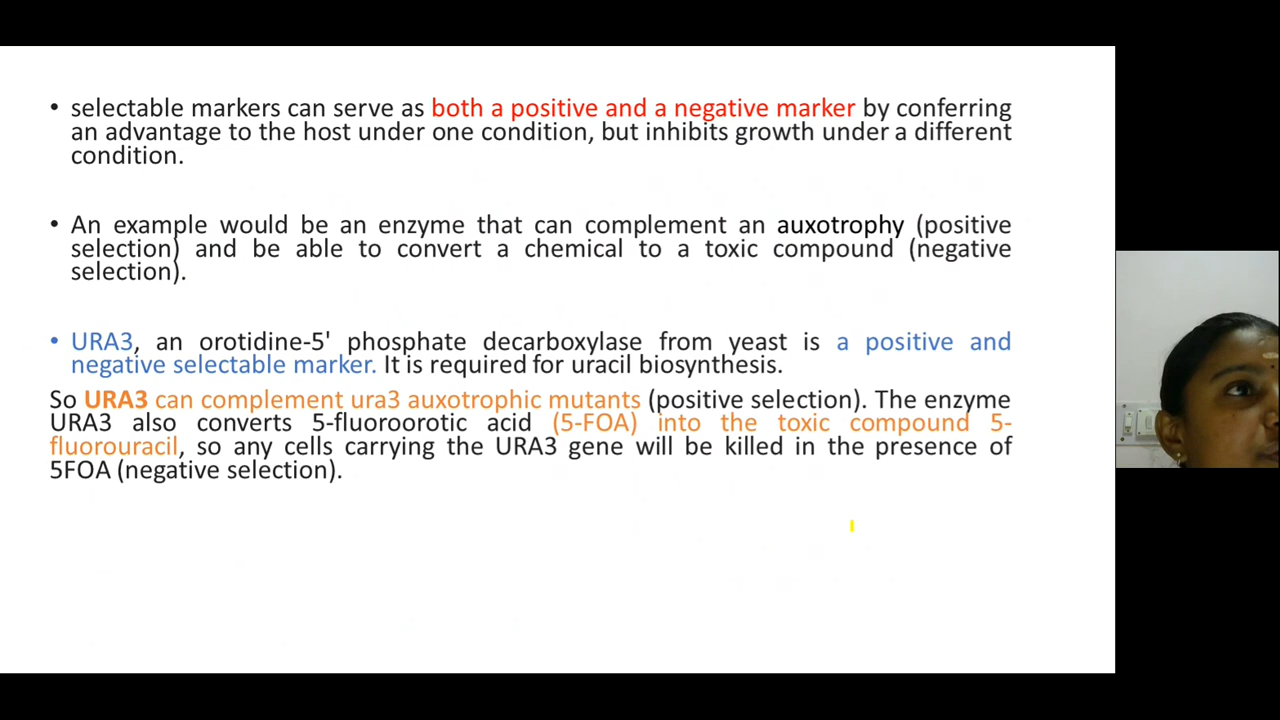 • selectable markers can serve as both a positive and a negative marker by conferring
an advantage to the host under one condition, but inhibits growth under a different
condition.
• An example would be an enzyme that can complement an auxotrophy (positive
selection) and be able to convert a chemical to a toxic compound (negative
selection).
• URA3, an orotidine-5' phosphate decarboxylase from yeast is a positive and
negative selectable marker. It is required for uracil biosynthesis.
So URA3 can complement ura3 auxotrophic mutants (positive selection). The enzyme
URA3 also converts 5-fluoroorotic acid (5-FOA) into the toxic compound 5-
fluorouracil, so any cells carrying the URA3 gene will be killed in the presence of
5FOA (negative selection).